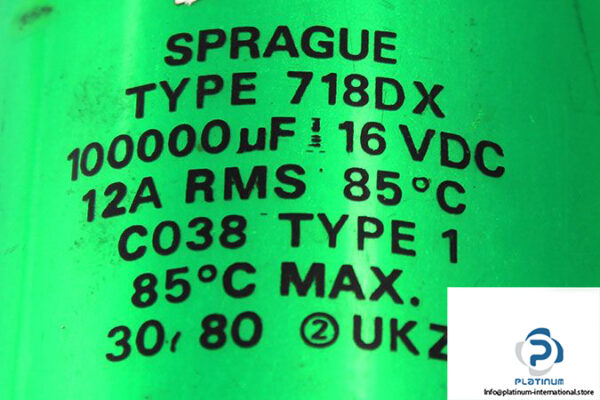 SPRAGUE
TYPE 718DX
100000µF 16 VDC
12A RMS 85°C
C038 TYPE 1
85°C MAX.
30/80 ② UKZ
PLATINUM
Info@platinum-international.store